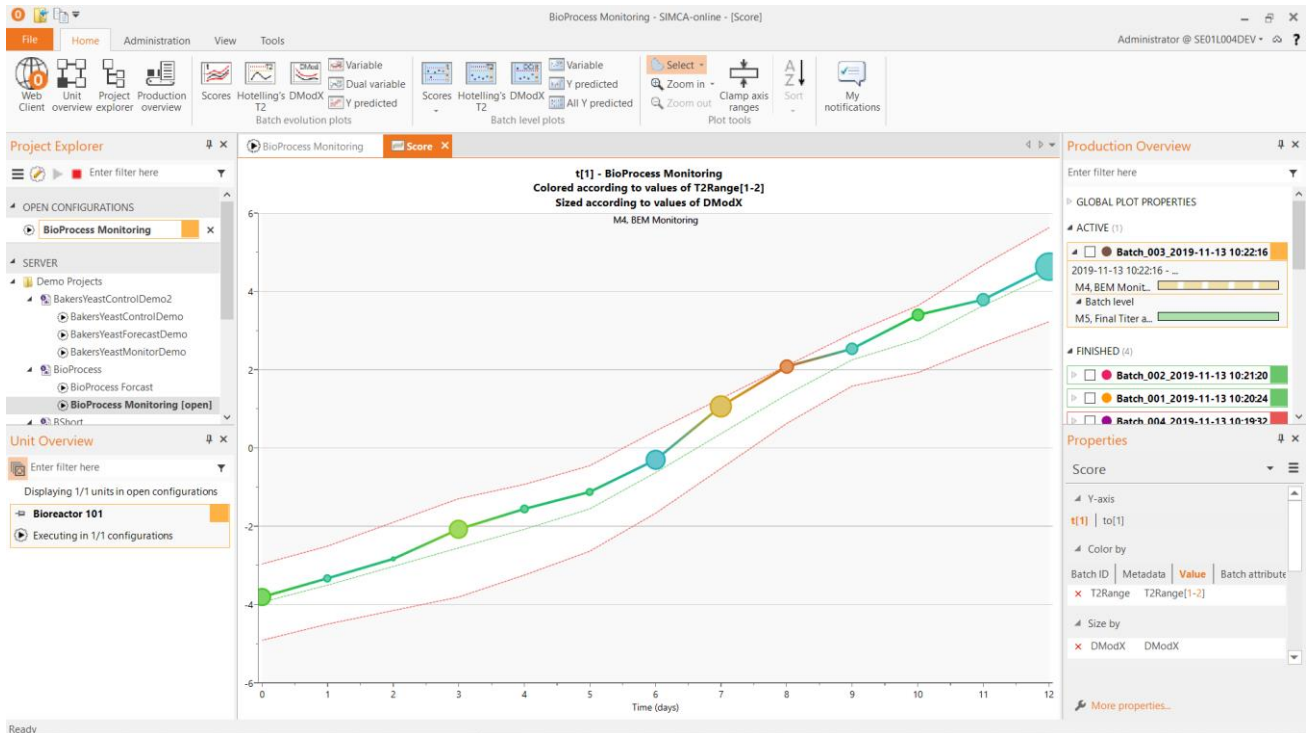 BioProcess Monitoring - SIMCA-online - [Score]
File Home Administration View Tools
Administrator @ SE01L004DEV
?
Web Client
Unit overview
Project explorer
Production overview
Scores
Hotelling's T2
DModX
Variable
Dual variable
Y predicted
Batch evolution plots
Scores
Hotelling's T2
DModX
Variable
Y predicted
All Y predicted
Batch level plots
Select
Zoom in
Zoom out
Clamp axis ranges
Sort
Plot tools
My notifications
Project Explorer
Enter filter here
OPEN CONFIGURATIONS
BioProcess Monitoring
SERVER
Demo Projects
BakersYeastControlDemo2
BakersYeastControlDemo
BakersYeastForecastDemo
BakersYeastMonitorDemo
BioProcess
BioProcess Forcast
BioProcess Monitoring [open]
BShort
Unit Overview
Enter filter here
Displaying 1/1 units in open configurations
Bioreactor 101
Executing in 1/1 configurations
BioProcess Monitoring
Score
t[1] - BioProcess Monitoring
Colored according to values of T2Range[1-2]
Sized according to values of DModX
M4, BEM Monitoring
6
4
2
0
-2
-4
-6
0 1 2 3 4 5 6 7 8 9 10 11 12
Time (days)
Production Overview
Enter filter here
GLOBAL PLOT PROPERTIES
ACTIVE (1)
Batch_003_2019-11-13 10:22:16
2019-11-13 10:22:16 - ...
M4, BEM Monit...
Batch level
M5, Final Titer a...
FINISHED (4)
Batch_002_2019-11-13 10:21:20
Batch_001_2019-11-13 10:20:24
Batch_004_2019-11-13 10:19:32
Properties
Score
Y-axis
t[1] to[1]
Color by
Batch ID Metadata Value Batch attribute
T2Range T2Range[1-2]
Size by
DModX DModX
More properties...
Ready